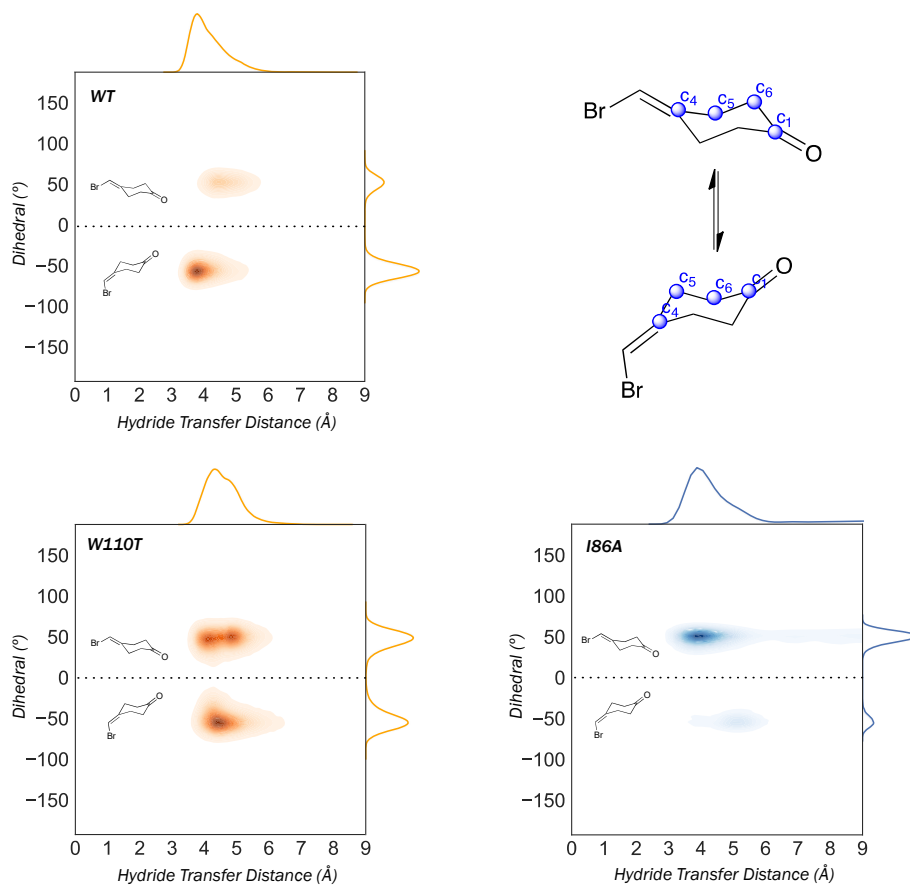 WT
150
100
50
0
−50
−100
−150
Dihedral (°)
Br
O
O
Br
0 1 2 3 4 5 6 7 8 9
Hydride Transfer Distance (Å)
Br
C4
C5
C6
C1
O
C5
C6
C1
O
C4
Br
W110T
150
100
50
0
−50
−100
−150
Dihedral (°)
Br
O
O
Br
0 1 2 3 4 5 6 7 8 9
Hydride Transfer Distance (Å)
I86A
150
100
50
0
−50
−100
−150
Dihedral (°)
Br
O
O
Br
0 1 2 3 4 5 6 7 8 9
Hydride Transfer Distance (Å)